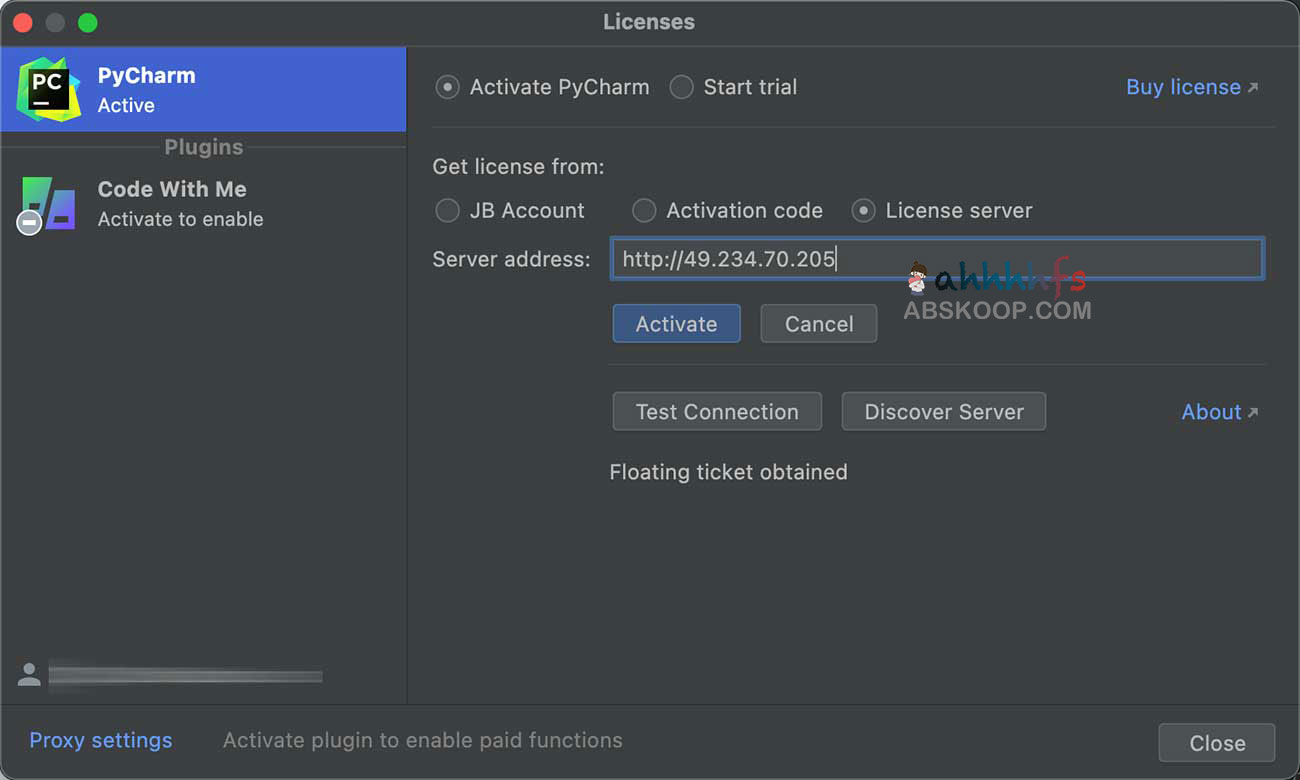 Licenses
PC
PyCharm
Active
Plugins
Code With Me
Activate to enable
Activate PyCharm Start trial Buy license
Get license from:
JB Account Activation code License server
Server address: http://49.234.70.205
ahhhhfs
ABSKOOP.COM
Activate Cancel
Test Connection Discover Server About
Floating ticket obtained
Proxy settings Activate plugin to enable paid functions Close